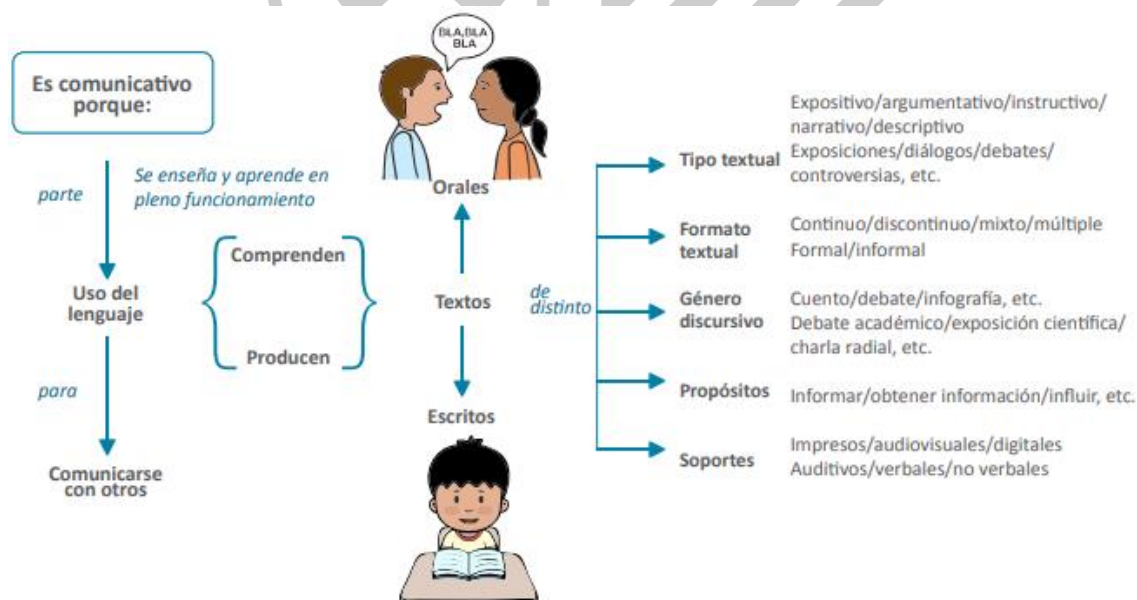 BLA,BLA
BLA
Es comunicativo
porque:
parte
Se enseña y aprende en
pleno funcionamiento
Uso del
lenguaje
para
Comunicarse
con otros
Comprenden
Producen
Orales
Textos
Escritos
de
distinto
Tipo textual
Expositivo/argumentativo/instructivo/
narrativo/descriptivo
Exposiciones/diálogos/debates/
controversias, etc.
Formato
textual
Continuo/discontinuo/mixto/múltiple
Formal/informal
Género
discursivo
Cuento/debate/infografía, etc.
Debate académico/exposición científica/
charla radial, etc.
Propósitos
Informar/obtener información/influir, etc.
Soportes
Impresos/audiovisuales/digitales
Auditivos/verbales/no verbales